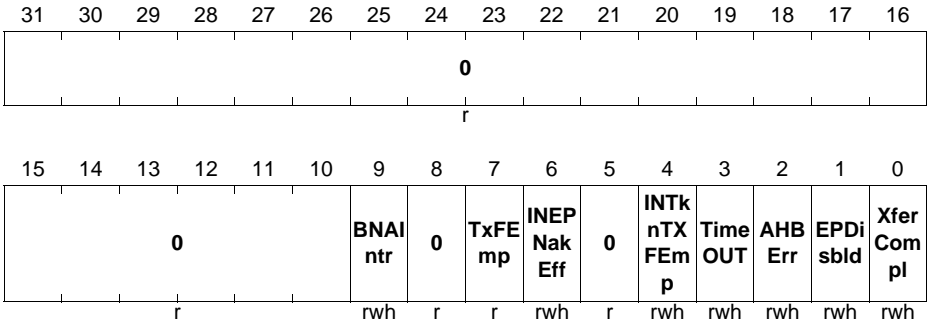 31 30 29 28 27 26 25 24 23 22 21 20 19 18 17 16
0
r
15 14 13 12 11 10 9 8 7 6 5 4 3 2 1 0
0
BNAI
ntr
0
TxFE
mp
INEP
Nak
Eff
0
INTk
nTX
FEm
p
Time
OUT
AHB
Err
EPDi
sbld
Xfer
Com
pl
r rwh r r rwh r rwh rwh rwh rwh rwh